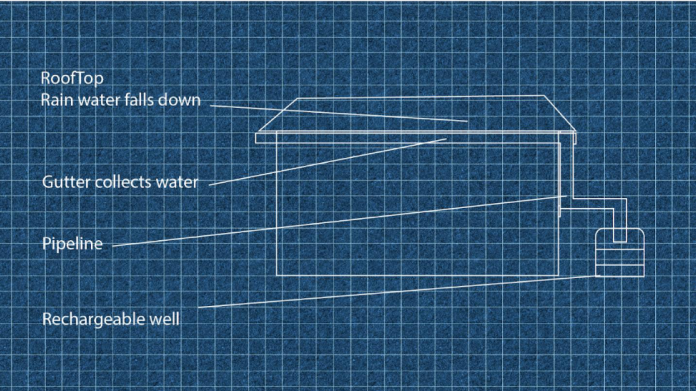 RoofTop
Rain water falls down
Gutter collects water
Pipeline
Rechargeable well